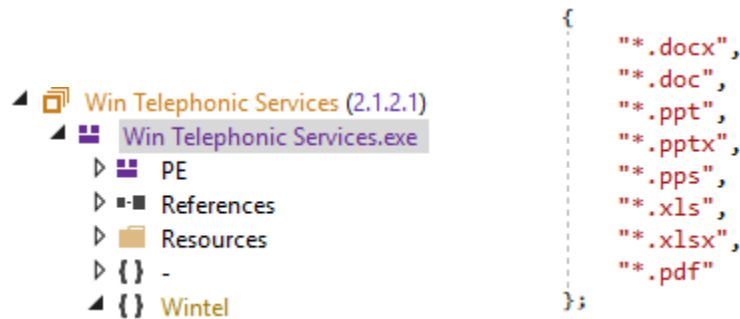 Win Telephonic Services (2.1.2.1)
Win Telephonic Services.exe
PE
References
Resources
{ } -
{ } Wintel
{
"*.docx",
"*.doc",
"*.ppt",
"*.pptx",
"*.pps",
"*.xls",
"*.xlsx",
"*.pdf"
};